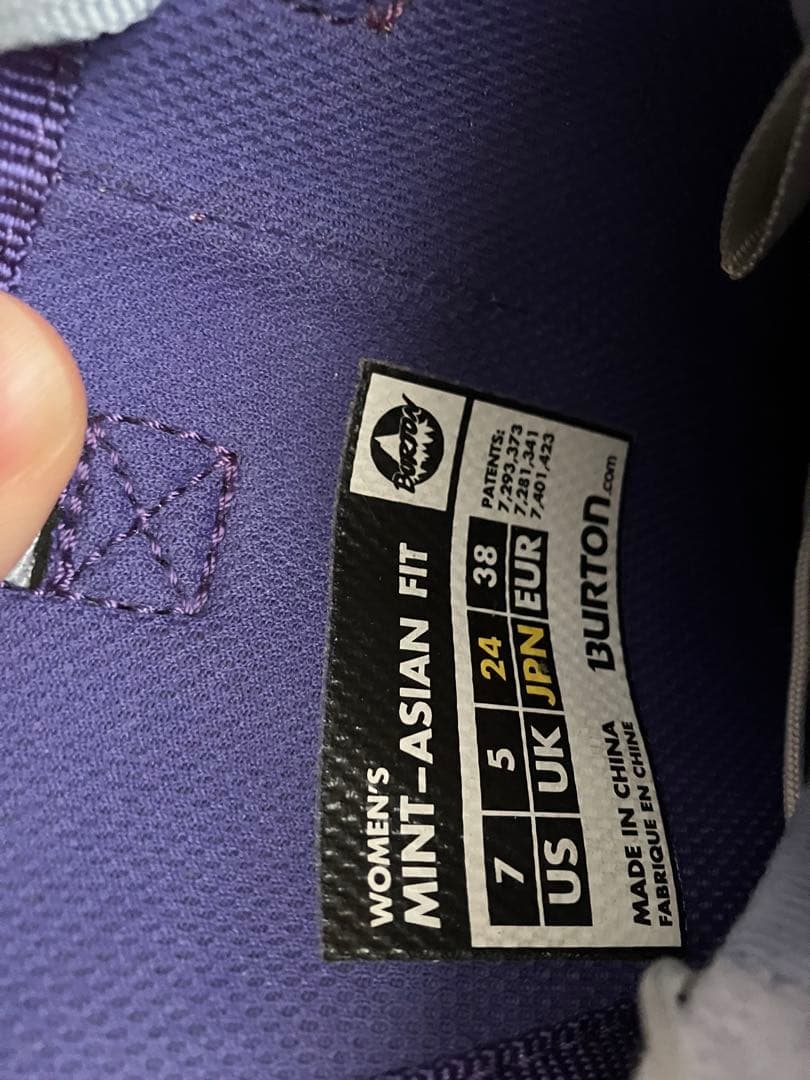 BURTON
WOMEN'S
MINT-ASIAN FIT
7 5 24 38
US UK JPN EUR
PATENTS:
7,293,373
7,281,341
7,401,423
MADE IN CHINA
FABRIQUE EN CHINE
BURTON.com